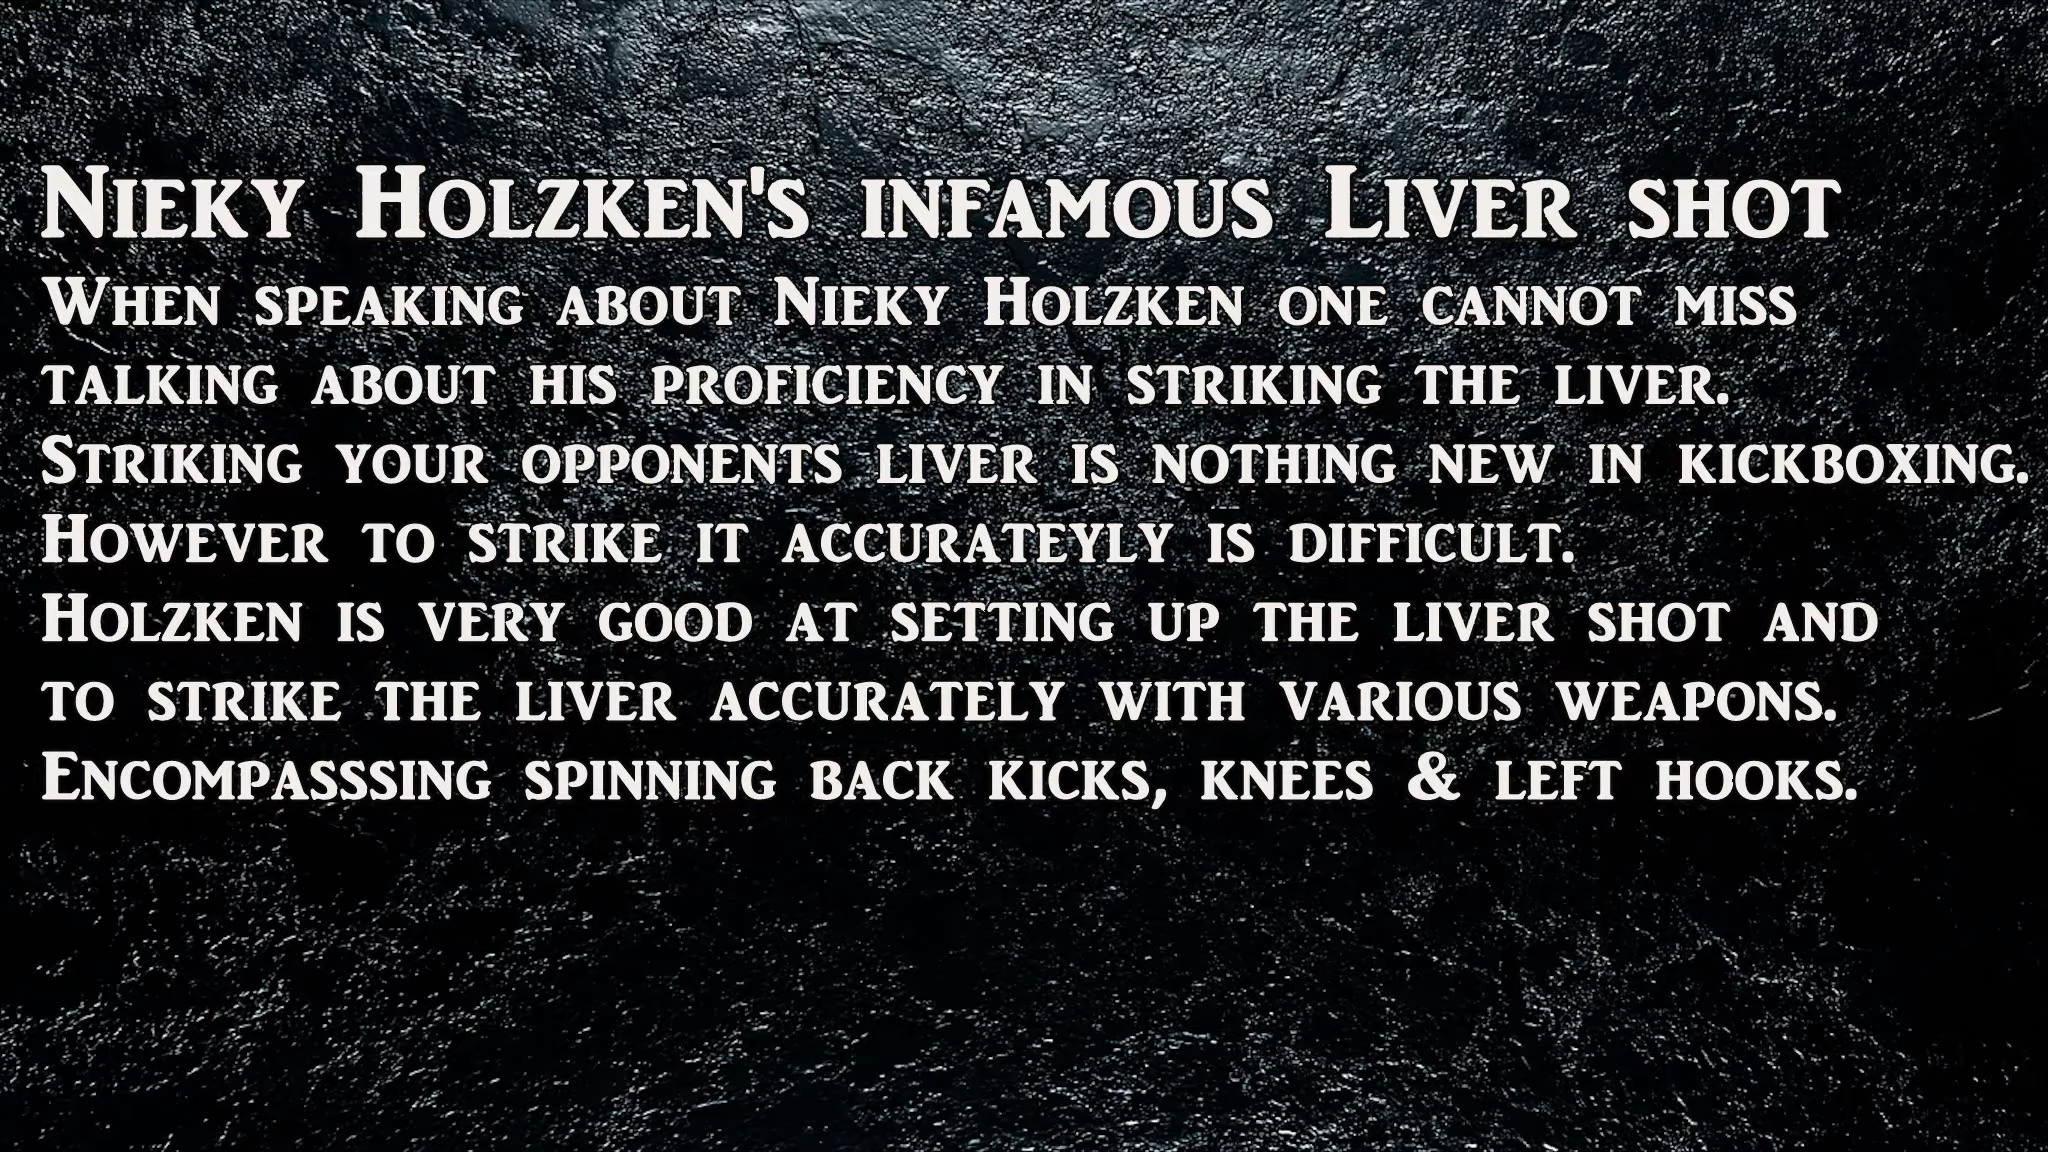 Nieky Holzken's infamous Liver shot
When speaking about Nieky Holzken one cannot miss
talking about his proficiency in striking the liver.
Striking your opponents liver is nothing new in kickboxing.
However to strike it accurateyly is difficult.
Holzken is very good at setting up the liver shot and
to strike the liver accurately with various weapons.
Encompasssing spinning back kicks, knees & left hooks.